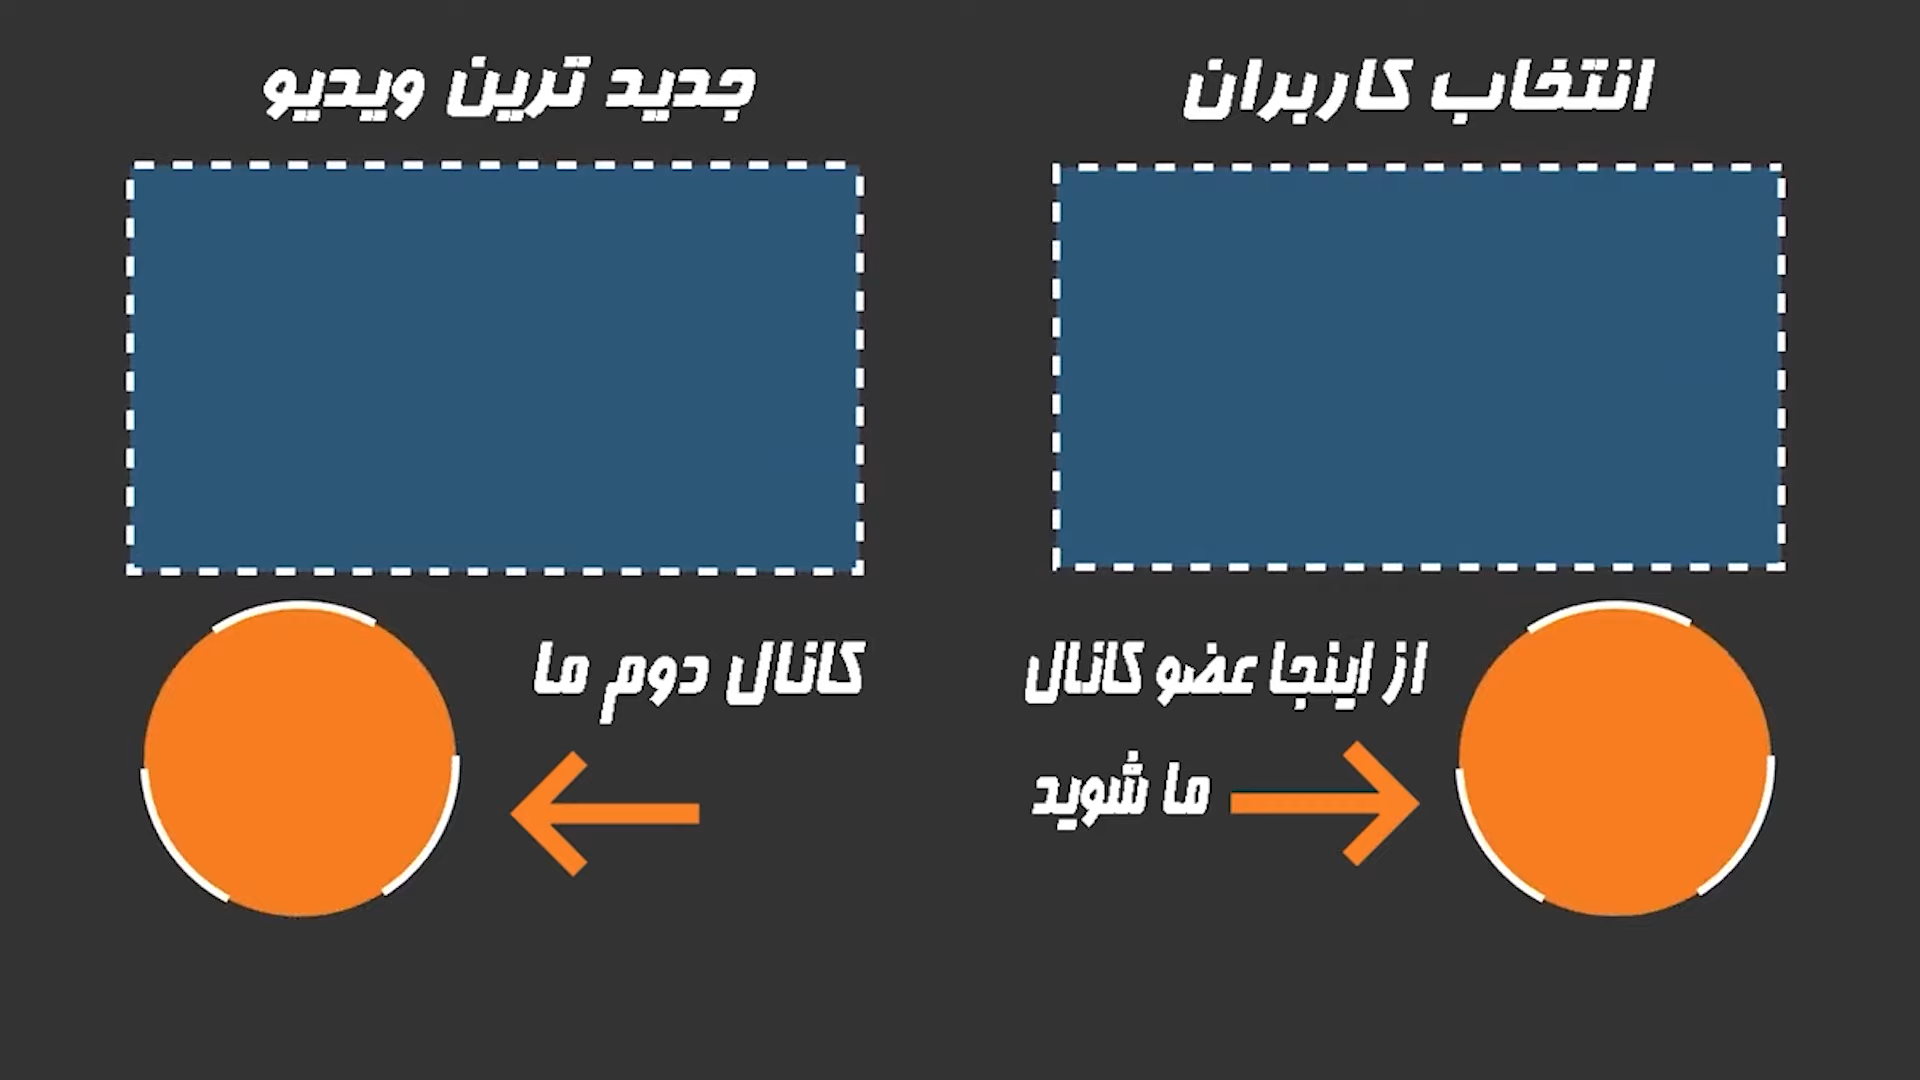 انتخاب کاربران
جدید ترین ویدیو
از اینجا عضو کانال
ما شوید
کانال دوم ما